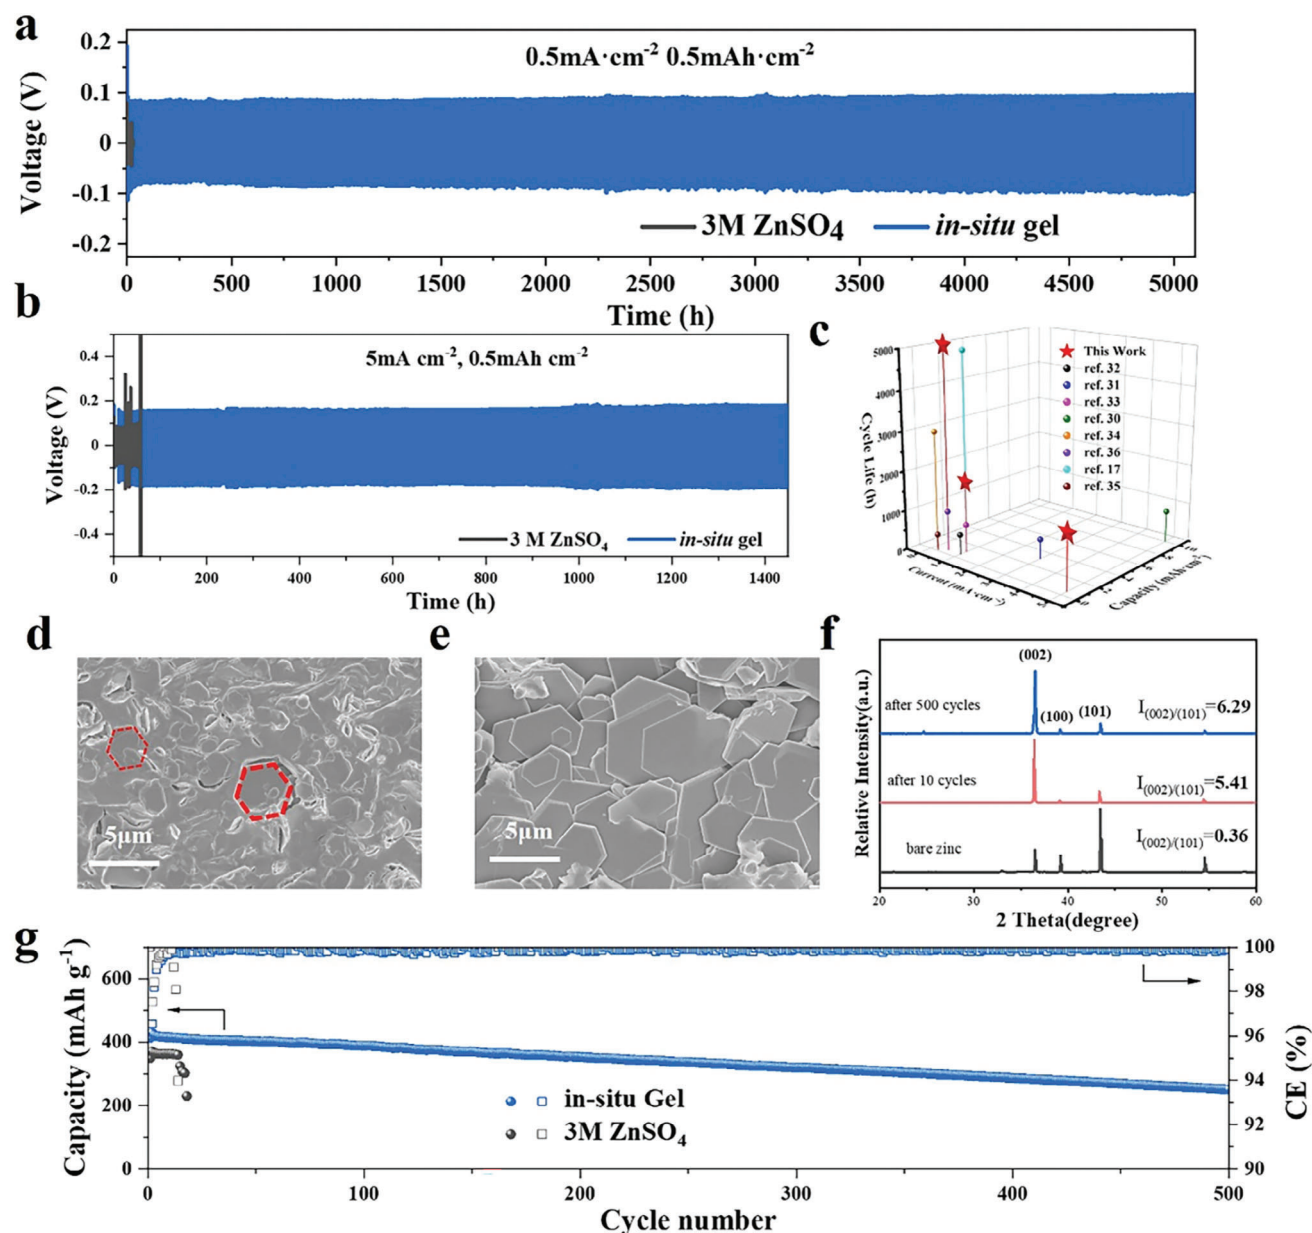 a
0.5mA·cm⁻² 0.5mAh·cm⁻²
Voltage (V)
0.2
0.1
0
-0.1
-0.2
3M ZnSO₄ in-situ gel
0 500 1000 1500 2000 2500 3000 3500 4000 4500 5000
Time (h)
b
5mA cm⁻², 0.5mAh cm⁻²
Voltage (V)
0.4
0.2
0
-0.2
-0.4
3 M ZnSO₄ in-situ gel
0 200 400 600 800 1000 1200 1400
Time (h)
c
Cycle Life (h)
5000
4000
3000
2000
1000
0
This Work
ref. 32
ref. 31
ref. 33
ref. 30
ref. 34
ref. 36
ref. 17
ref. 35
Current (mA·cm⁻²)
Capacity (mAh·cm⁻²)
d
5μm
e
5μm
f
Relative Intensity(a.u.)
(002)
(100) (101)
after 500 cycles I(002)/(101)=6.29
after 10 cycles I(002)/(101)=5.41
bare zinc I(002)/(101)=0.36
20 30 40 50 60
2 Theta(degree)
g
Capacity (mAh g⁻¹)
600
400
200
0
in-situ Gel
3M ZnSO₄
100
98
96
94
92
90
CE (%)
0 100 200 300 400 500
Cycle number